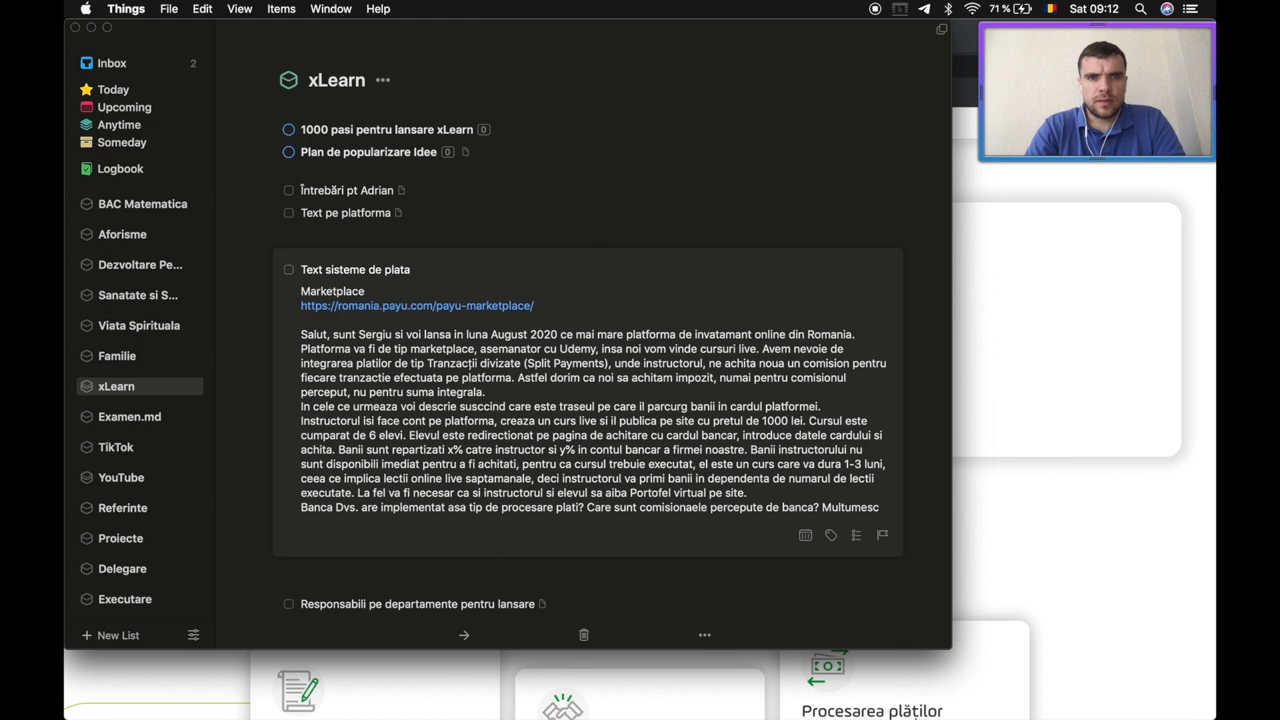 Things File Edit View Items Window Help
71 % Sat 09:12
Inbox 2
Today
Upcoming
Anytime
Someday
Logbook
BAC Matematica
Aforisme
Dezvoltare Pe...
Sanatate si S...
Viata Spirituala
Familie
xLearn
Examen.md
TikTok
YouTube
Referinte
Proiecte
Delegare
Executare
+ New List
xLearn •••
1000 pasi pentru lansare xLearn 0
Plan de popularizare Idee 0
Întrebări pt Adrian
Text pe platforma
Text sisteme de plata
Marketplace
https://romania.payu.com/payu-marketplace/
Salut, sunt Sergiu si voi lansa in luna August 2020 ce mai mare platforma de invatamant online din Romania.
Platforma va fi de tip marketplace, asemanator cu Udemy, insa noi vom vinde cursuri live. Avem nevoie de
integrarea platilor de tip Tranzacții divizate (Split Payments), unde instructorul, ne achita noua un comision pentru
fiecare tranzactie efectuata pe platforma. Astfel dorim ca noi sa achitam impozit, numai pentru comisionul
perceput, nu pentru suma integrala.
In cele ce urmeaza voi descrie susccind care este traseul pe care il parcurg banii in cardul platformei.
Instructorul isi face cont pe platforma, creaza un curs live si il publica pe site cu pretul de 1000 lei. Cursul este
cumparat de 6 elevi. Elevul este redirectionat pe pagina de achitare cu cardul bancar, introduce datele cardului si
achita. Banii sunt repartizati x% catre instructor si y% in contul bancar a firmei noastre. Banii instructorului nu
sunt disponibili imediat pentru a fi achitati, pentru ca cursul trebuie executat, el este un curs care va dura 1-3 luni,
ceea ce implica lectii online live saptamanale, deci instructorul va primi banii in dependenta de numarul de lectii
executate. La fel va fi necesar ca si instructorul si elevul sa aiba Portofel virtual pe site.
Banca Dvs. are implementat asa tip de procesare plati? Care sunt comisionaele percepute de banca? Multumesc
Responsabili pe departamente pentru lansare
Procesarea plăților